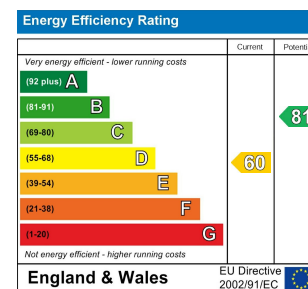 Energy Efficiency Rating
Current Potenti
Very energy efficient - lower running costs
(92 plus) A
(81-91) B
81
(69-80) C
(55-68) D
60
(39-54) E
(21-38) F
(1-20) G
Not energy efficient - higher running costs
England & Wales
EU Directive
2002/91/EC